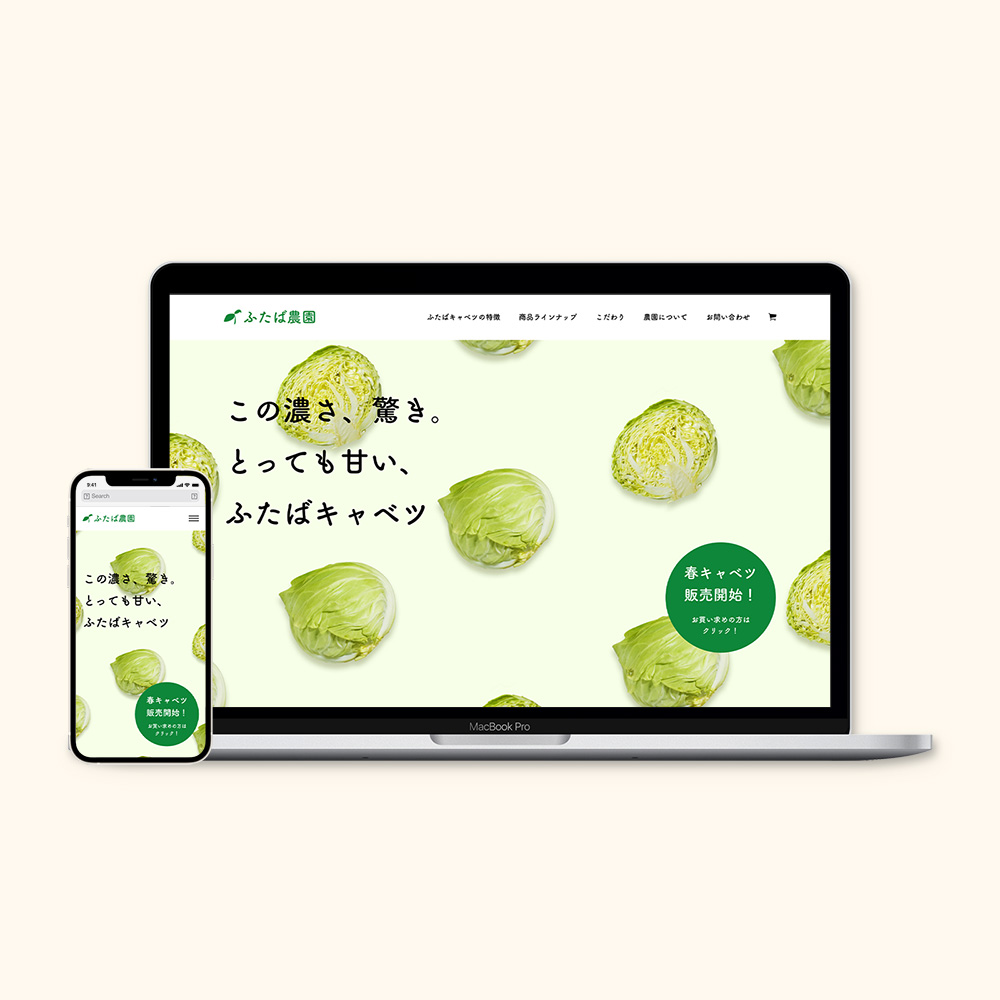 ふたば農園
ふたばキャベツの特徴 商品ラインナップ こだわり 農園について お問い合わせ
この濃さ、驚き。
とっても甘い、
ふたばキャベツ
春キャベツ
販売開始！
お買い求めの方は
クリック！
MacBook Pro
9:41
? Search ?
ふたば農園
この濃さ、驚き。
とっても甘い、
ふたばキャベツ
春キャベツ
販売開始！
お買い求めの方は
クリック！